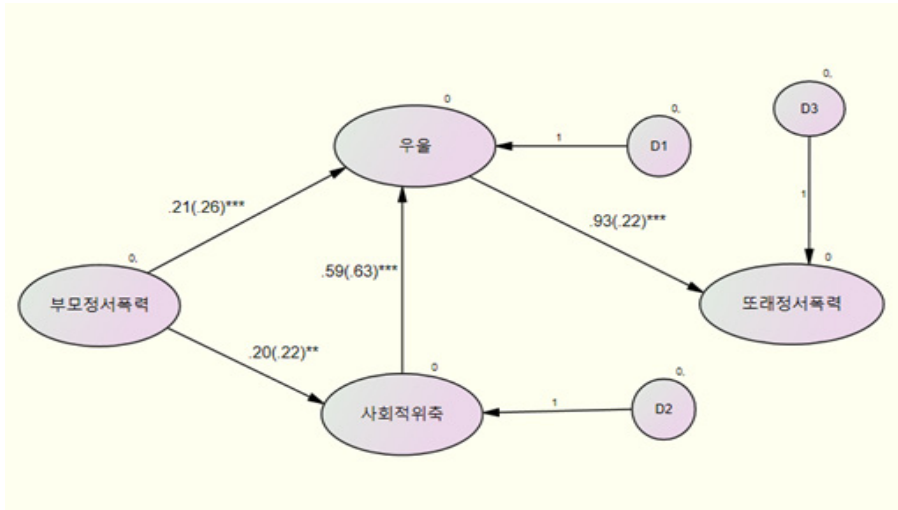 0,
D3
0
우울
1
0,
D1
1
.21(.26)***
.93(.22)***
0,
부모정서폭력
.59(.63)***
0
또래정서폭력
.20(.22)**
0
사회적위축
1
0,
D2